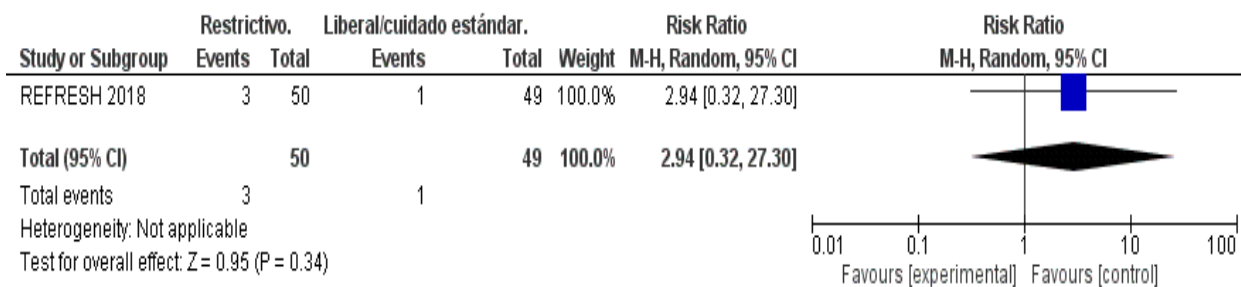 Restrictivo. Liberal/cuidado estándar. Risk Ratio Risk Ratio
Study or Subgroup Events Total Events Total Weight M-H, Random, 95% CI M-H, Random, 95% CI
REFRESH 2018 3 50 1 49 100.0% 2.94 [0.32, 27.30]
Total (95% CI) 50 49 100.0% 2.94 [0.32, 27.30]
Total events 3 1
Heterogeneity: Not applicable
Test for overall effect: Z = 0.95 (P = 0.34)
0.01 0.1 1 10 100
Favours [experimental] Favours [control]